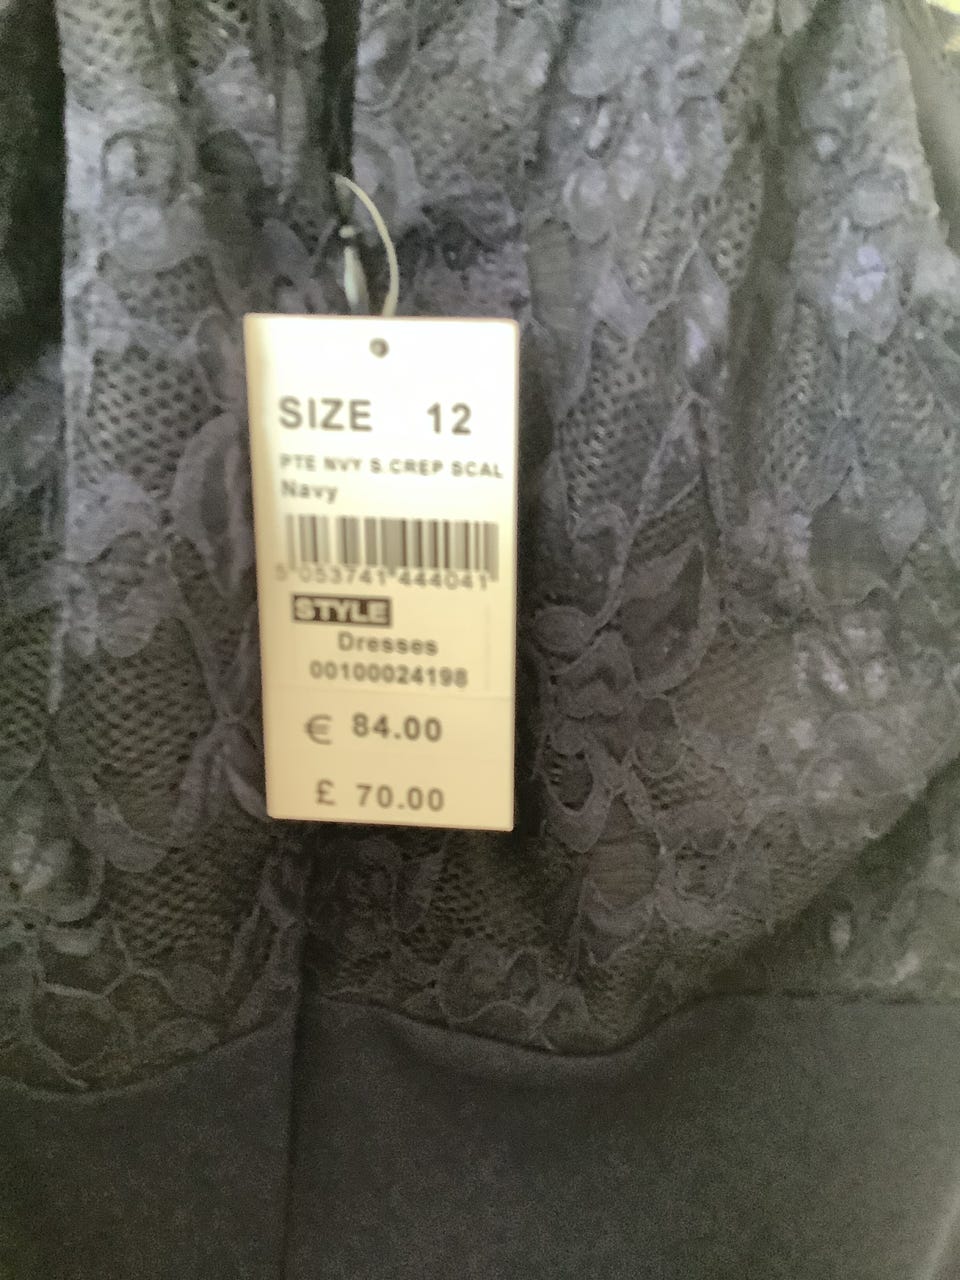 SIZE 12
PTE NVY S CREP SCAL
Navy
5 053741 444041
STYLE
Dresses
00100024198
€ 84.00
£ 70.00